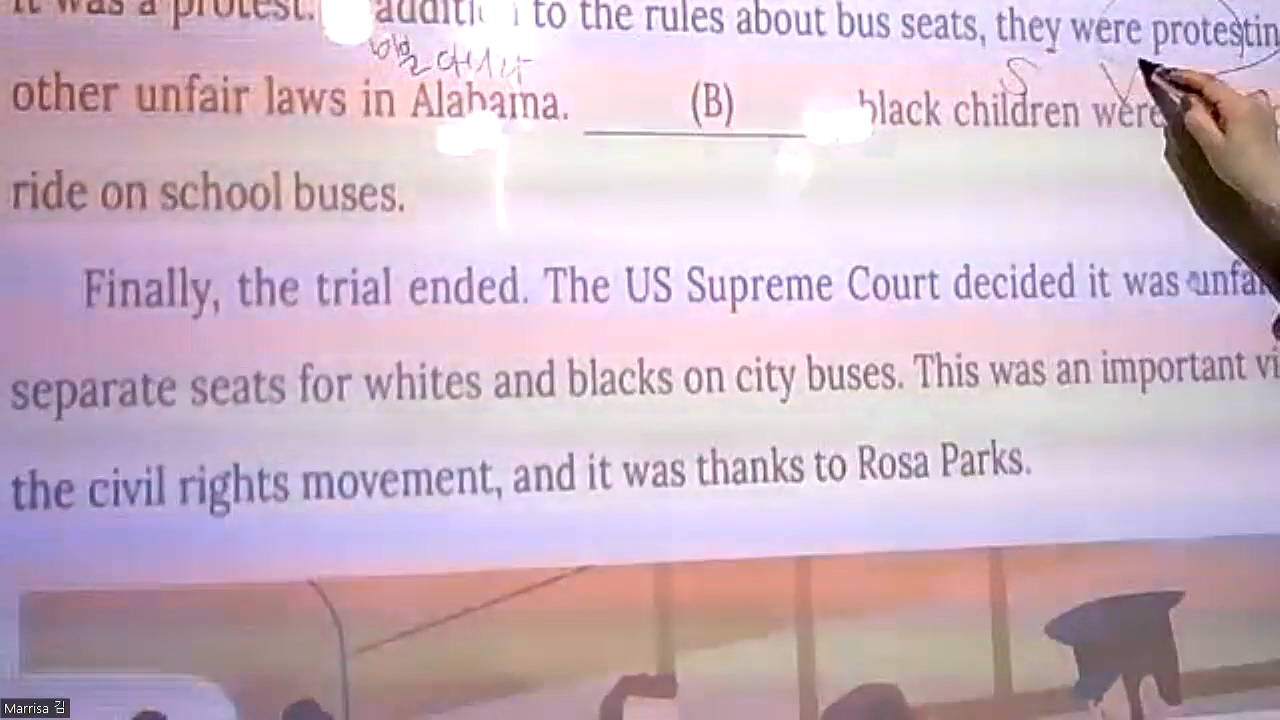 it was a protest. to the rules about bus seats, they were protestin
other unfair laws in Alabama. (B) black children were
ride on school buses.
Finally, the trial ended. The US Supreme Court decided it was unfai
separate seats for whites and blacks on city buses. This was an important vi
the civil rights movement, and it was thanks to Rosa Parks.
Marrisa 김